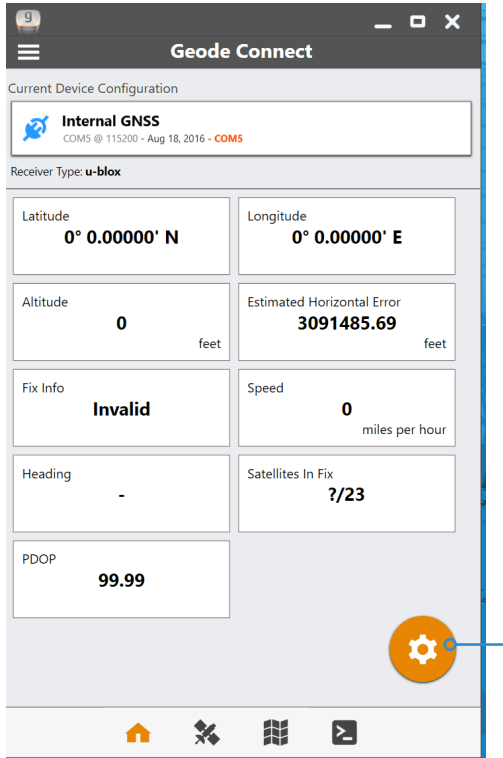 9
Geode Connect
Current Device Configuration
Internal GNSS
COM5 @ 115200 - Aug 18, 2016 - COM5
Receiver Type: u-blox
Latitude
0° 0.00000' N
Longitude
0° 0.00000' E
Altitude
0
feet
Estimated Horizontal Error
3091485.69
feet
Fix Info
Invalid
Speed
0
miles per hour
Heading
-
Satellites In Fix
?/23
PDOP
99.99